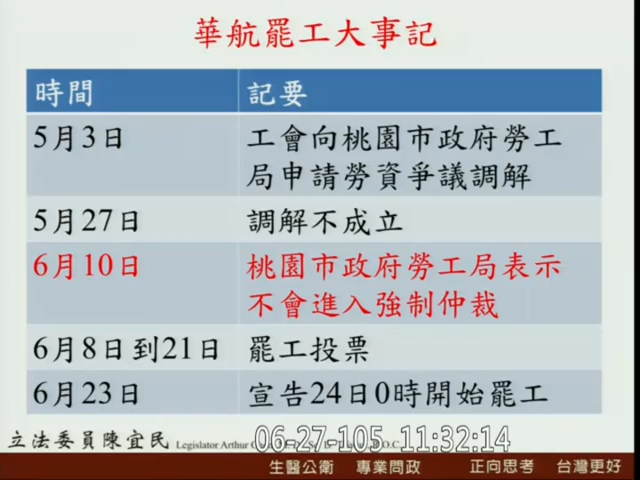 華航罷工大事記
時間 記要
5月3日 工會向桃園市政府勞工
局申請勞資爭議調解
5月27日 調解不成立
6月10日 桃園市政府勞工局表示
不會進入強制仲裁
6月8日到21日 罷工投票
6月23日 宣告24日0時開始罷工
立法委員陳宜民 Legislator Arthur
06-27-105 11:32:14
生醫公衛 專業問政 正向思考 台灣更好